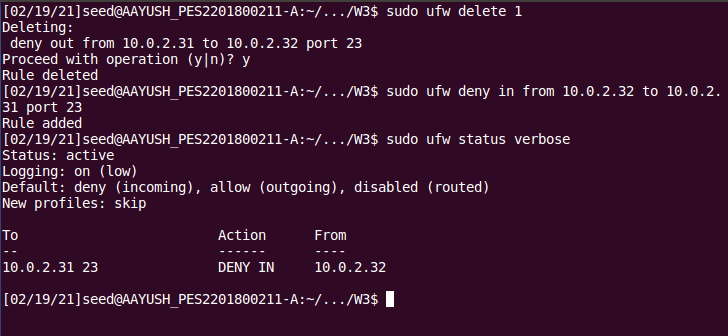 [02/19/21]seed@AAYUSH_PES2201800211-A:~/.../W3$ sudo ufw delete 1
Deleting:
 deny out from 10.0.2.31 to 10.0.2.32 port 23
Proceed with operation (y|n)? y
Rule deleted
[02/19/21]seed@AAYUSH_PES2201800211-A:~/.../W3$ sudo ufw deny in from 10.0.2.32 to 10.0.2.
31 port 23
Rule added
[02/19/21]seed@AAYUSH_PES2201800211-A:~/.../W3$ sudo ufw status verbose
Status: active
Logging: on (low)
Default: deny (incoming), allow (outgoing), disabled (routed)
New profiles: skip

To                         Action      From
--                         ------      ----
10.0.2.31 23               DENY IN     10.0.2.32

[02/19/21]seed@AAYUSH_PES2201800211-A:~/.../W3$